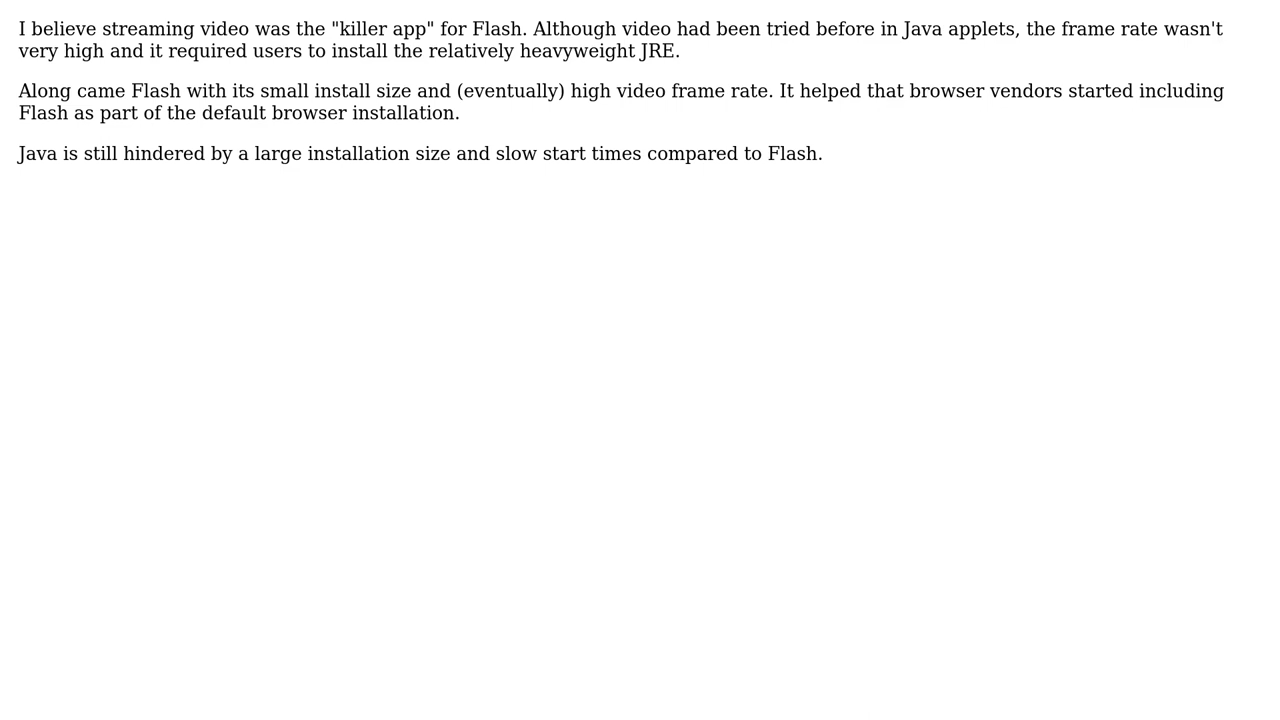 I believe streaming video was the "killer app" for Flash. Although video had been tried before in Java applets, the frame rate wasn't
very high and it required users to install the relatively heavyweight JRE.
Along came Flash with its small install size and (eventually) high video frame rate. It helped that browser vendors started including
Flash as part of the default browser installation.
Java is still hindered by a large installation size and slow start times compared to Flash.